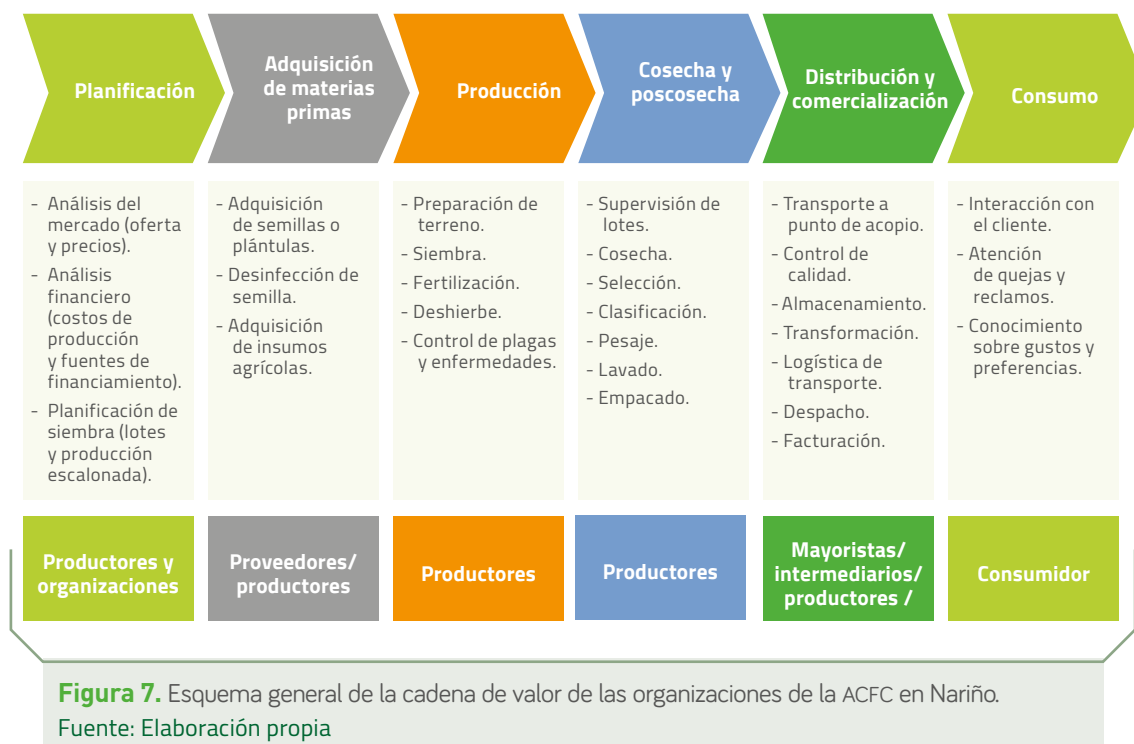 Planificación
Adquisición
de materias
primas
Producción
Cosecha y
poscosecha
Distribución y
comercialización
Consumo
- Análisis del
mercado (oferta
y precios).
- Análisis
financiero
(costos de
producción
y fuentes de
financiamiento).
- Planificación de
siembra (lotes
y producción
escalonada).
- Adquisición
de semillas o
plántulas.
- Desinfección de
semilla.
- Adquisición
de insumos
agrícolas.
- Preparación de
terreno.
- Siembra.
- Fertilización.
- Deshierbe.
- Control de plagas
y enfermedades.
- Supervisión de
lotes.
- Cosecha.
- Selección.
- Clasificación.
- Pesaje.
- Lavado.
- Empacado.
- Transporte a
punto de acopio.
- Control de
calidad.
- Almacenamiento.
- Transformación.
- Logística de
transporte.
- Despacho.
- Facturación.
- Interacción con
el cliente.
- Atención
de quejas y
reclamos.
- Conocimiento
sobre gustos y
preferencias.
Productores y
organizaciones
Proveedores/
productores
Productores
Productores
Mayoristas/
intermediarios/
productores /
Consumidor
Figura 7. Esquema general de la cadena de valor de las organizaciones de la ACFC en Nariño.
Fuente: Elaboración propia